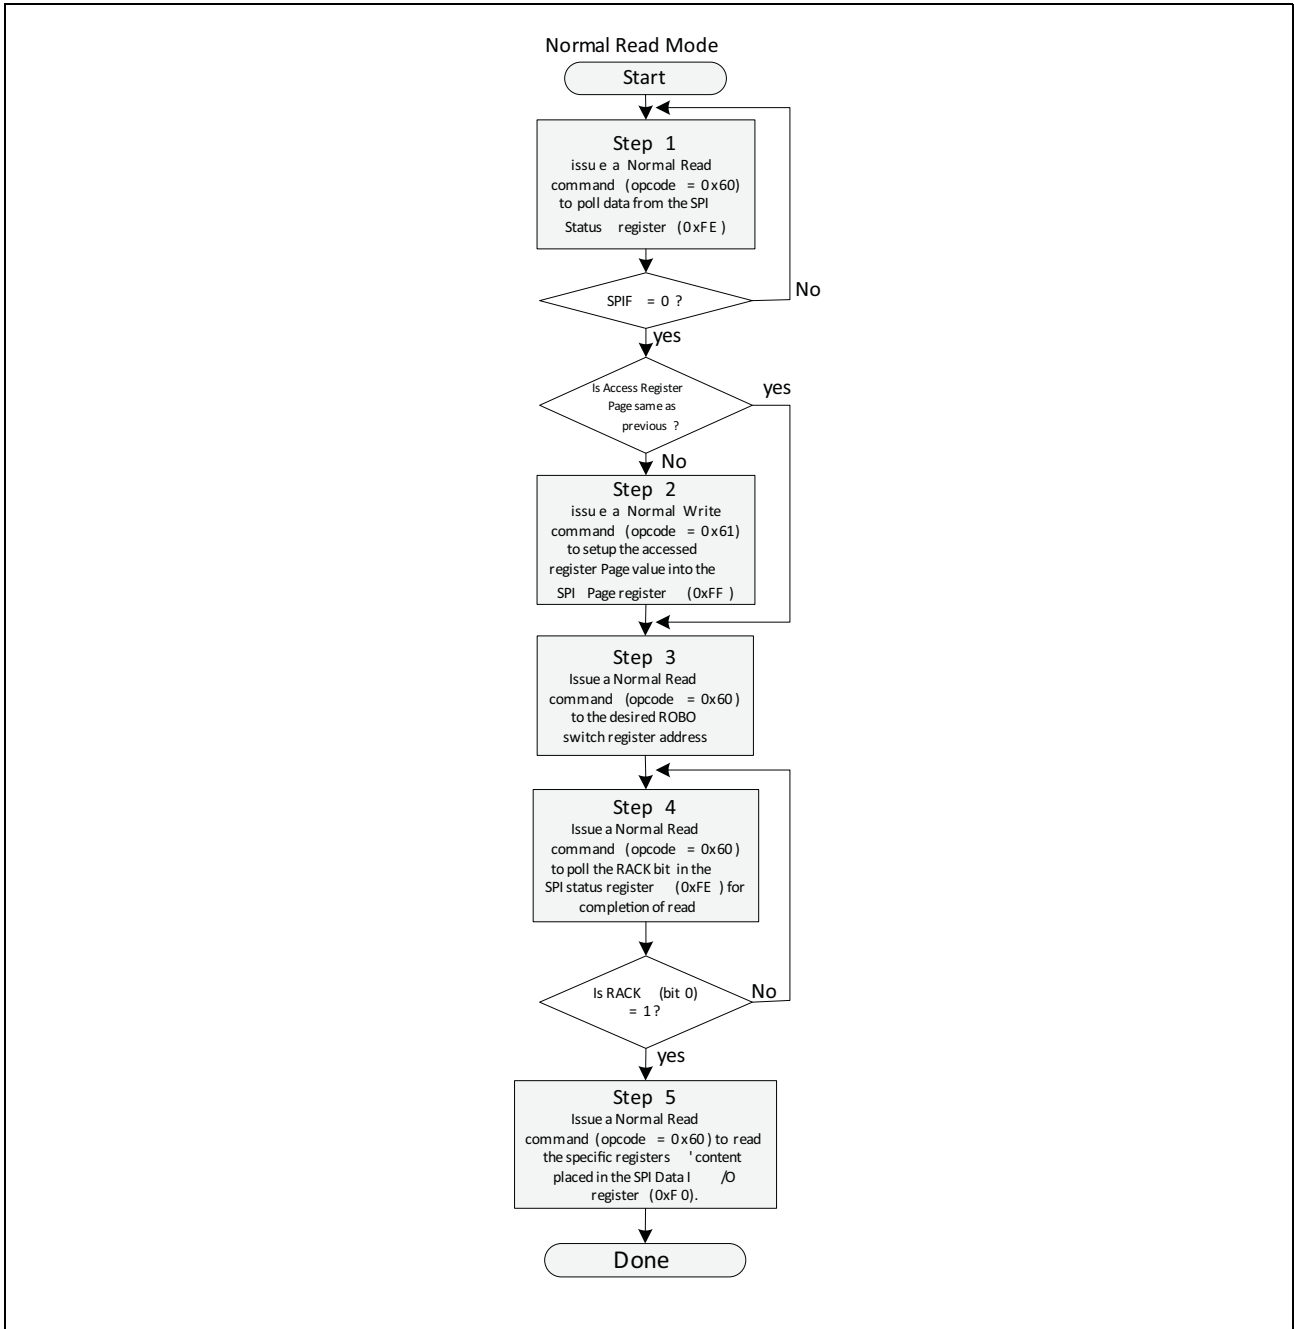 Normal Read Mode
Start
Step 1
issue a Normal Read
command (opcode = 0x60)
to poll data from the SPI
Status register (0xFE)
SPIF = 0 ?
No
yes
Is Access Register
Page same as
previous ?
yes
No
Step 2
issue a Normal Write
command (opcode = 0x61)
to setup the accessed
register Page value into the
SPI Page register (0xFF)
Step 3
Issue a Normal Read
command (opcode = 0x60)
to the desired ROBO
switch register address
Step 4
Issue a Normal Read
command (opcode = 0x60)
to poll the RACK bit in the
SPI status register (0xFE) for
completion of read
Is RACK (bit 0)
= 1?
No
yes
Step 5
Issue a Normal Read
command (opcode = 0x60) to read
the specific registers 'content
placed in the SPI Data I /O
register (0xF0).
Done